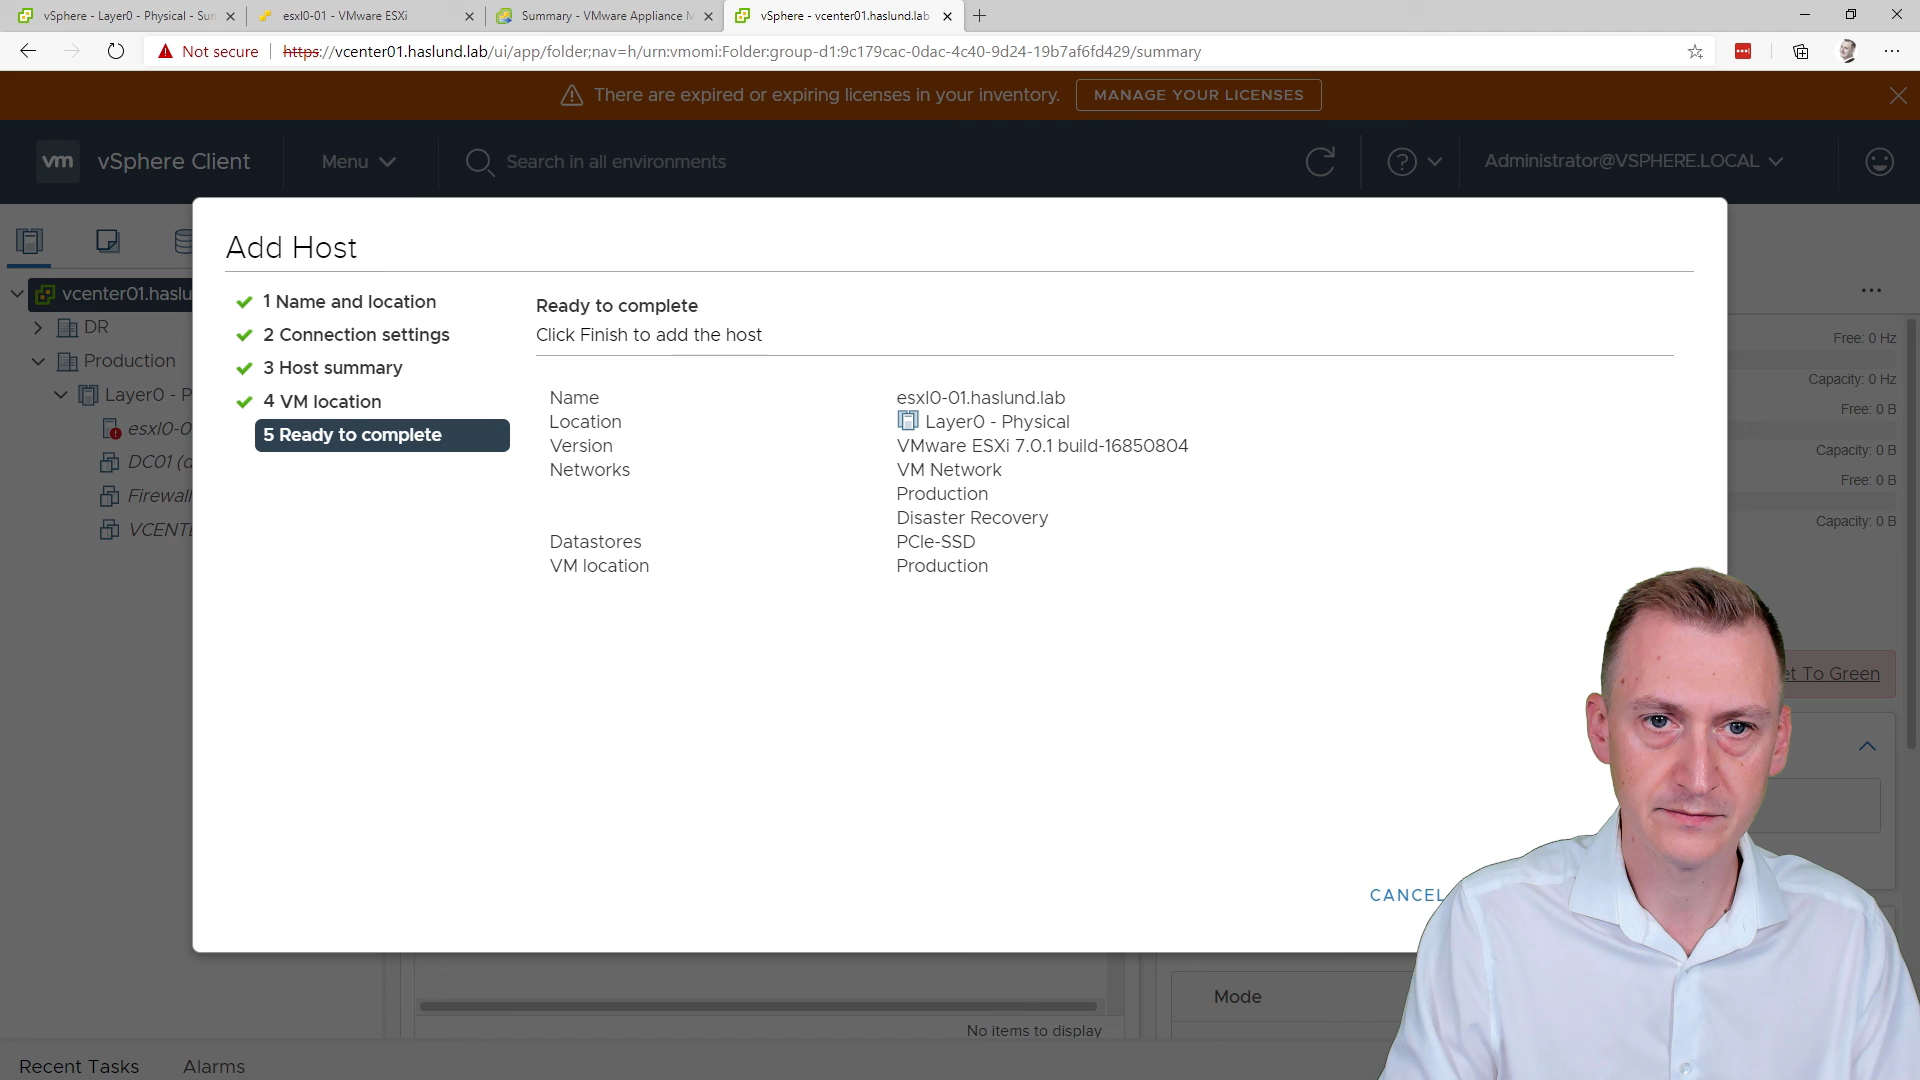 vSphere - Layer0 - Physical - Sun
esxl0-01 - VMware ESXi
Summary - VMware Appliance M
vSphere - vcenter01.haslund.lab
Not secure
https://vcenter01.haslund.lab/ui/app/folder;nav=h/urn:vmomi:Folder:group-d1:9c179cac-0dac-4c40-9d24-19b7af6fd429/summary
There are expired or expiring licenses in your inventory.
MANAGE YOUR LICENSES
vm
vSphere Client
Menu
Search in all environments
Administrator@VSPHERE.LOCAL
vcenter01.haslu
DR
Production
Layer0 - P
esxl0-0
DC01 (d
Firewall
VCENTE
Add Host
1 Name and location
2 Connection settings
3 Host summary
4 VM location
5 Ready to complete
Ready to complete
Click Finish to add the host
Name esxl0-01.haslund.lab
Location Layer0 - Physical
Version VMware ESXi 7.0.1 build-16850804
Networks VM Network
Production
Disaster Recovery
Datastores PCIe-SSD
VM location Production
CANCEL
Free: 0 Hz
Capacity: 0 Hz
Free: 0 B
Capacity: 0 B
Free: 0 B
Capacity: 0 B
et To Green
Mode
No items to display
Recent Tasks Alarms